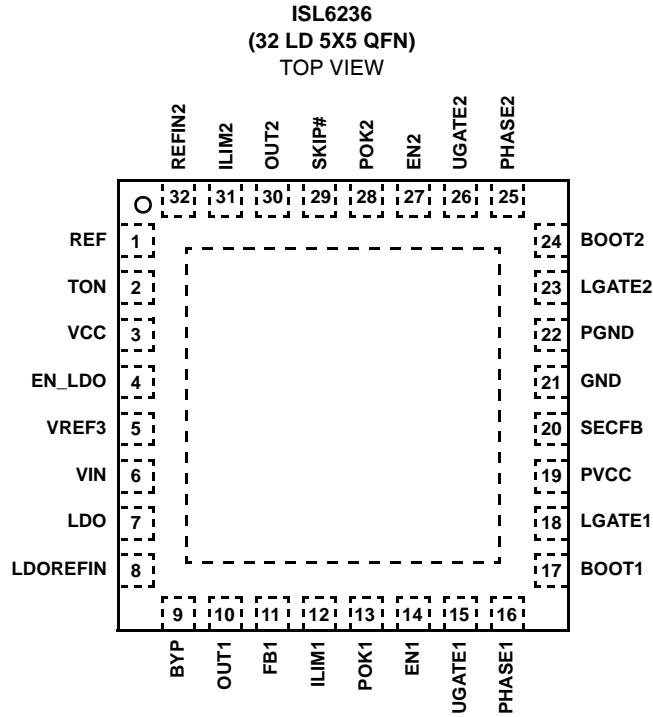 ISL6236
(32 LD 5X5 QFN)
TOP VIEW
REFIN2
ILIM2
OUT2
SKIP#
POK2
EN2
UGATE2
PHASE2
32 31 30 29 28 27 26 25
REF 1 24 BOOT2
TON 2 23 LGATE2
VCC 3 22 PGND
EN_LDO 4 21 GND
VREF3 5 20 SECFB
VIN 6 19 PVCC
LDO 7 18 LGATE1
LDOREFIN 8 17 BOOT1
9 10 11 12 13 14 15 16
BYP
OUT1
FB1
ILIM1
POK1
EN1
UGATE1
PHASE1